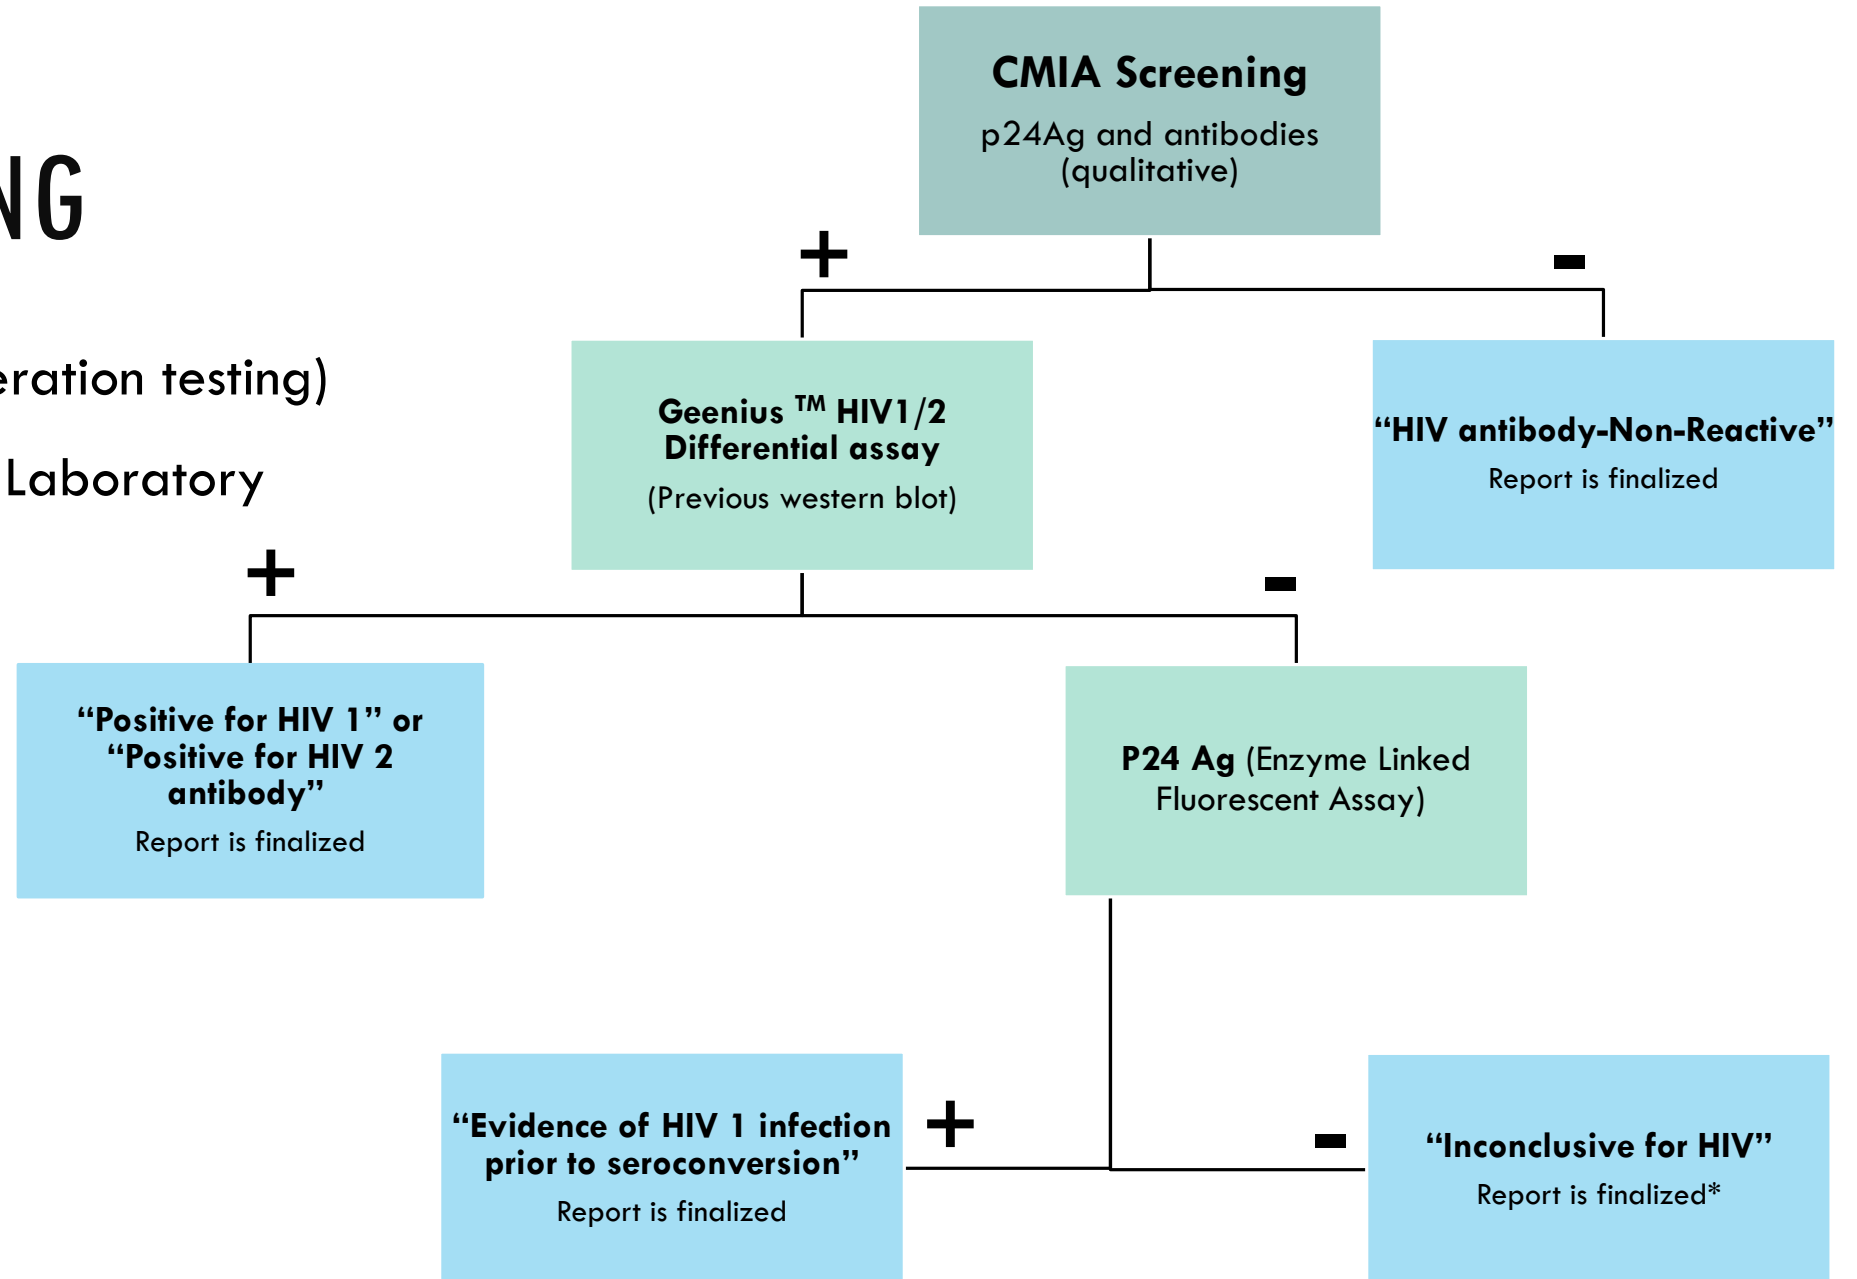 CMIA Screening
p24Ag and antibodies
(qualitative)
NG
+
-
eration testing)
Laboratory
Geenius ™ HIV1/2
Differential assay
(Previous western blot)
“HIV antibody-Non-Reactive”
Report is finalized
+
-
“Positive for HIV 1” or
“Positive for HIV 2
antibody”
Report is finalized
P24 Ag (Enzyme Linked
Fluorescent Assay)
“Evidence of HIV 1 infection
prior to seroconversion”
Report is finalized
+
-
“Inconclusive for HIV”
Report is finalized*